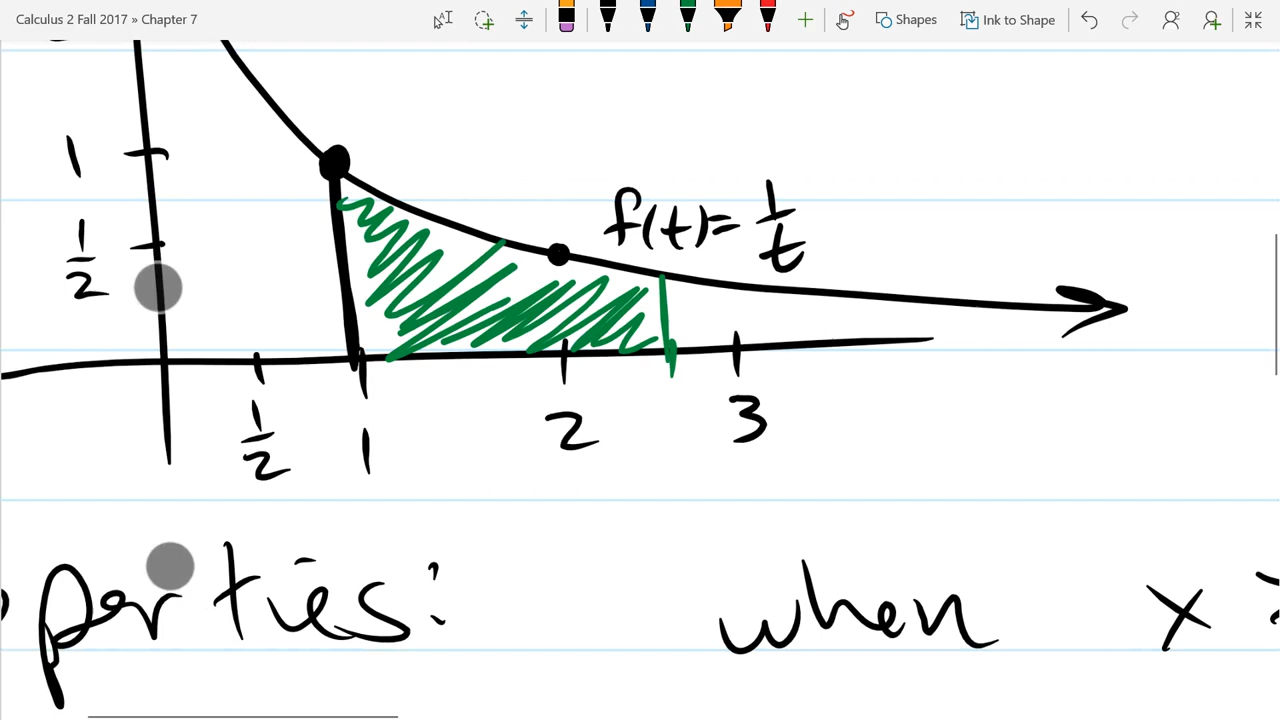 Calculus 2 Fall 2017 » Chapter 7 Shapes Ink to Shape
1
1/2
f(t)=1/t
1/2 1 2 3
perties: when x